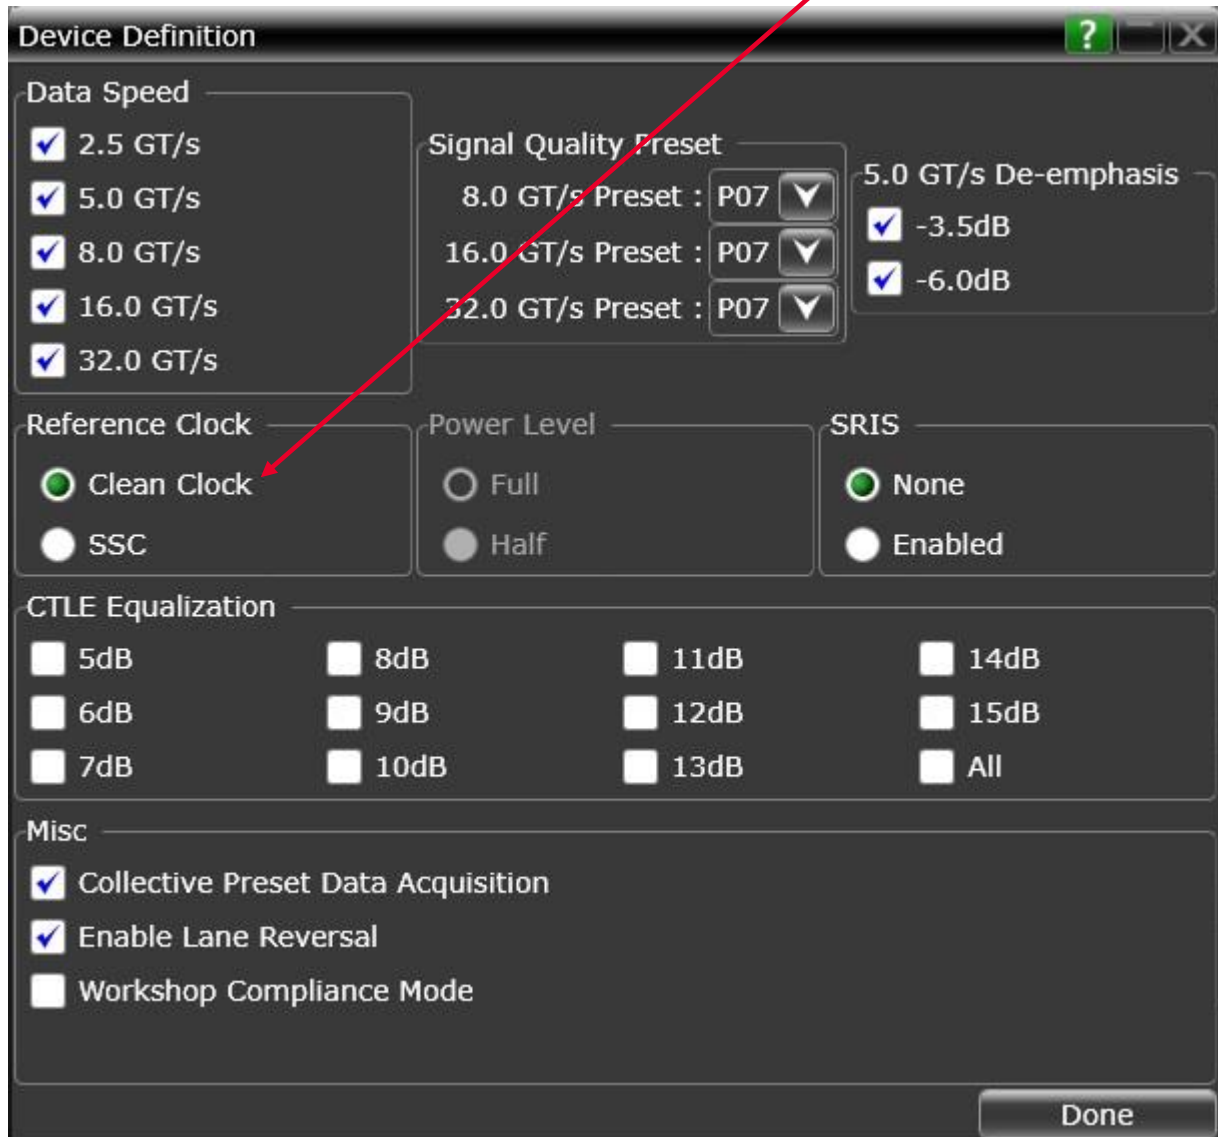 Device Definition
?
X
Data Speed
2.5 GT/s
5.0 GT/s
8.0 GT/s
16.0 GT/s
32.0 GT/s
Signal Quality Preset
8.0 GT/s Preset : P07
16.0 GT/s Preset : P07
32.0 GT/s Preset : P07
5.0 GT/s De-emphasis
-3.5dB
-6.0dB
Reference Clock
Clean Clock
SSC
Power Level
Full
Half
SRIS
None
Enabled
CTLE Equalization
5dB 8dB 11dB 14dB
6dB 9dB 12dB 15dB
7dB 10dB 13dB All
Misc
Collective Preset Data Acquisition
Enable Lane Reversal
Workshop Compliance Mode
Done